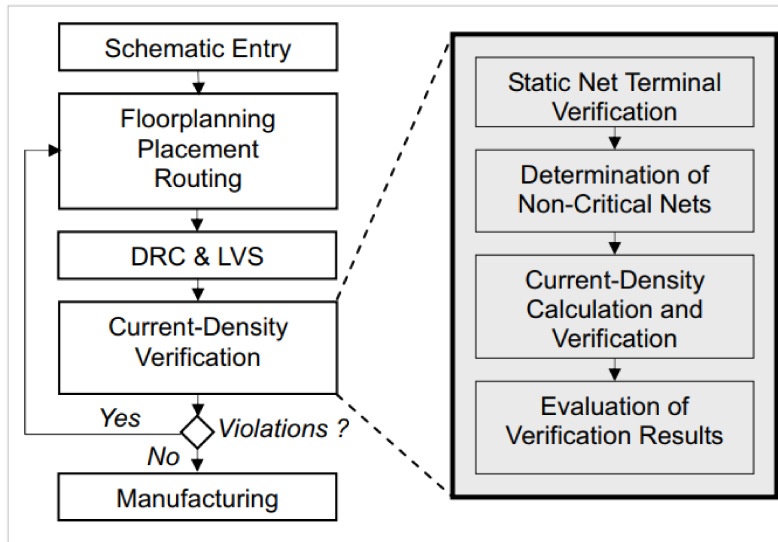 Schematic Entry
Floorplanning
Placement
Routing
DRC & LVS
Current-Density
Verification
Yes
Violations ?
No
Manufacturing
Static Net Terminal
Verification
Determination of
Non-Critical Nets
Current-Density
Calculation and
Verification
Evaluation of
Verification Results